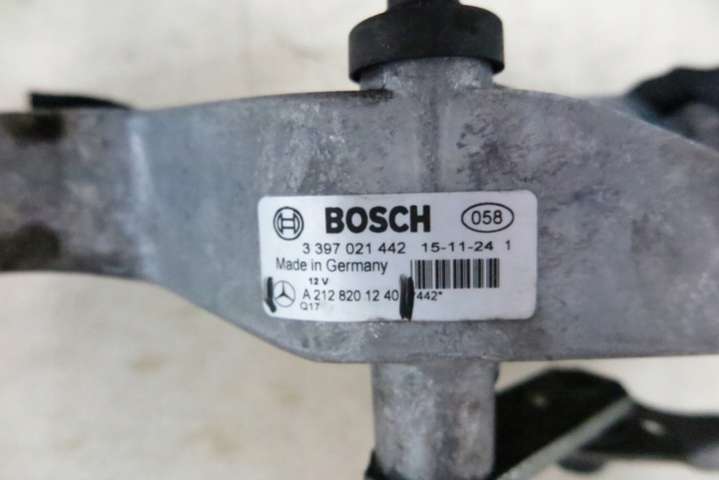 BOSCH 058
3 397 021 442 15-11-24 1
Made in Germany
12 V
A 212 820 12 40 442"
Q17